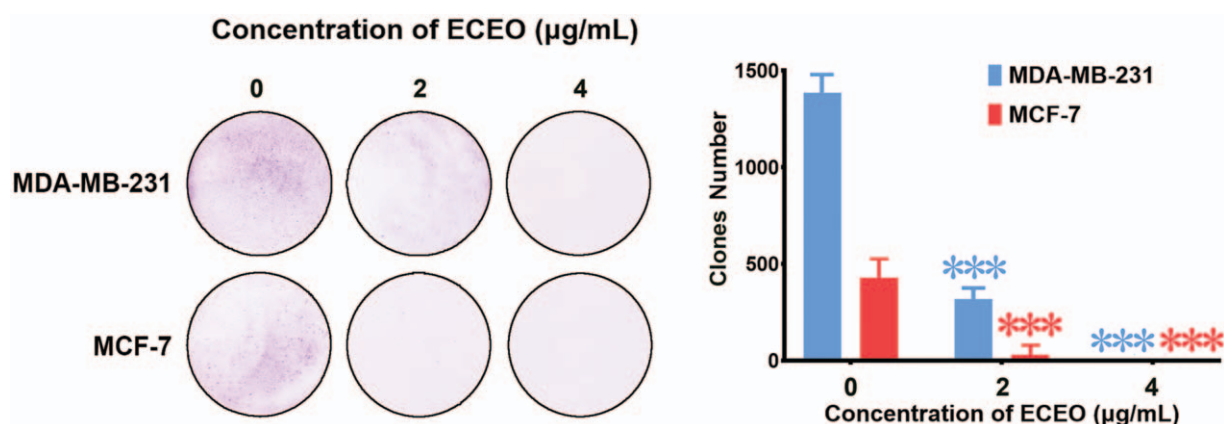 Concentration of ECEO (µg/mL)
0 2 4
MDA-MB-231
MCF-7
MDA-MB-231
MCF-7
Clones Number
1500
1000
500
0
*** *** *** ***
0 2 4
Concentration of ECEO (µg/mL)